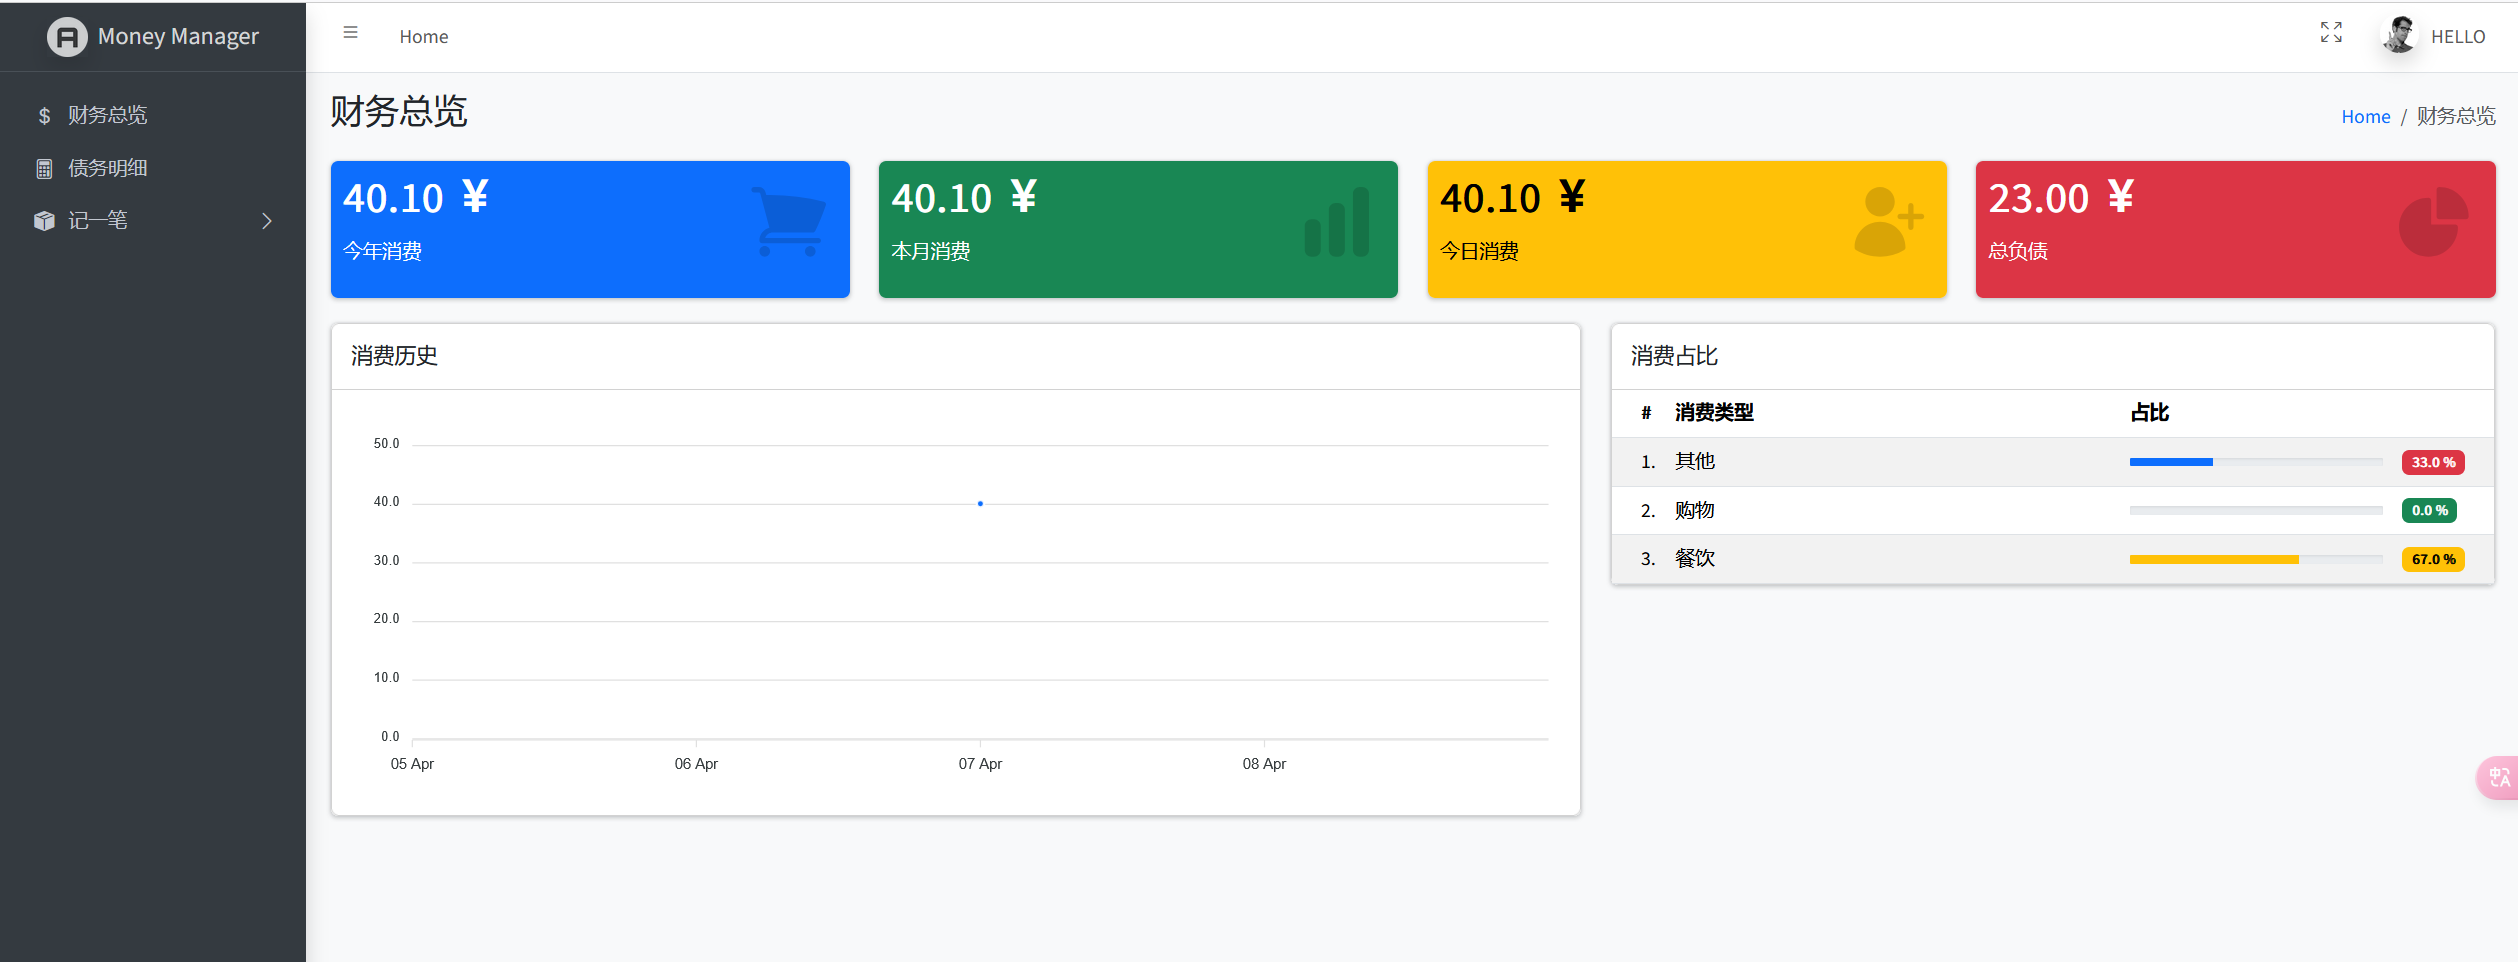 Money Manager
Home
HELLO
财务总览
债务明细
记一笔
财务总览
Home / 财务总览
40.10 ¥
今年消费
40.10 ¥
本月消费
40.10 ¥
今日消费
23.00 ¥
总负债
消费历史
50.0
40.0
30.0
20.0
10.0
0.0
05 Apr
06 Apr
07 Apr
08 Apr
消费占比
# 消费类型 占比
1. 其他 33.0 %
2. 购物 0.0 %
3. 餐饮 67.0 %